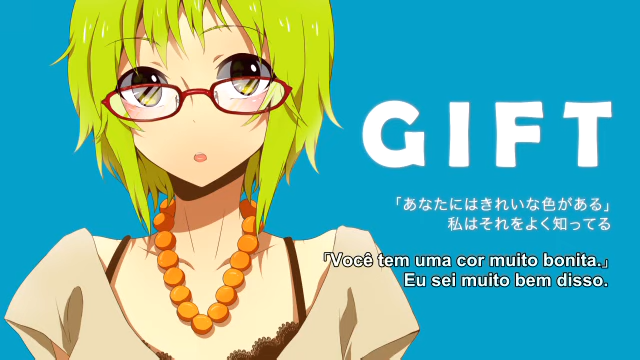 GIFT
「あなたにはきれいな色がある」
私はそれをよく知ってる
「Você tem uma cor muito bonita.」
Eu sei muito bem disso.